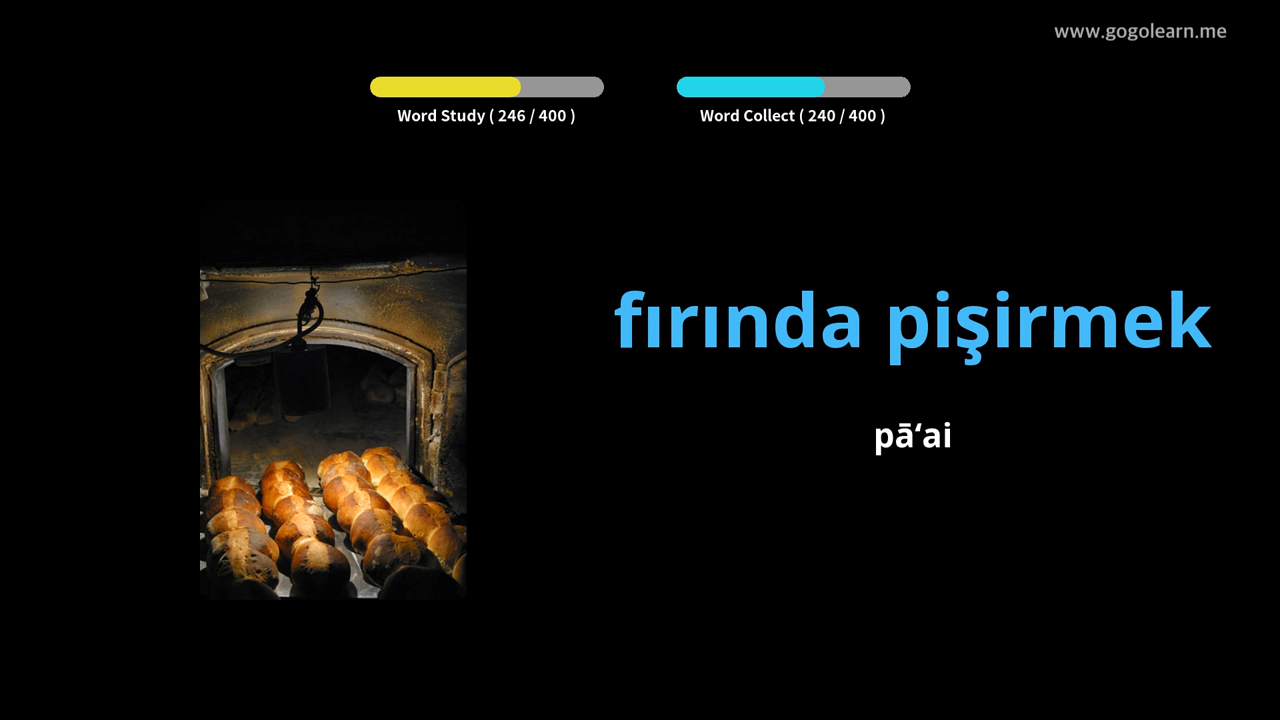 www.gogolearn.me
Word Study ( 246 / 400 )
Word Collect ( 240 / 400 )
fırında pişirmek
pāʻai